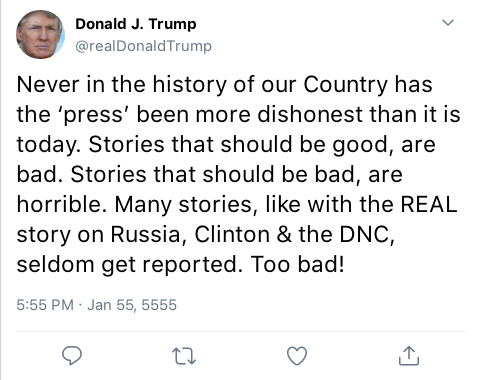 Donald J. Trump
@realDonaldTrump
Never in the history of our Country has
the ‘press’ been more dishonest than it is
today. Stories that should be good, are
bad. Stories that should be bad, are
horrible. Many stories, like with the REAL
story on Russia, Clinton & the DNC,
seldom get reported. Too bad!
5:55 PM · Jan 55, 5555